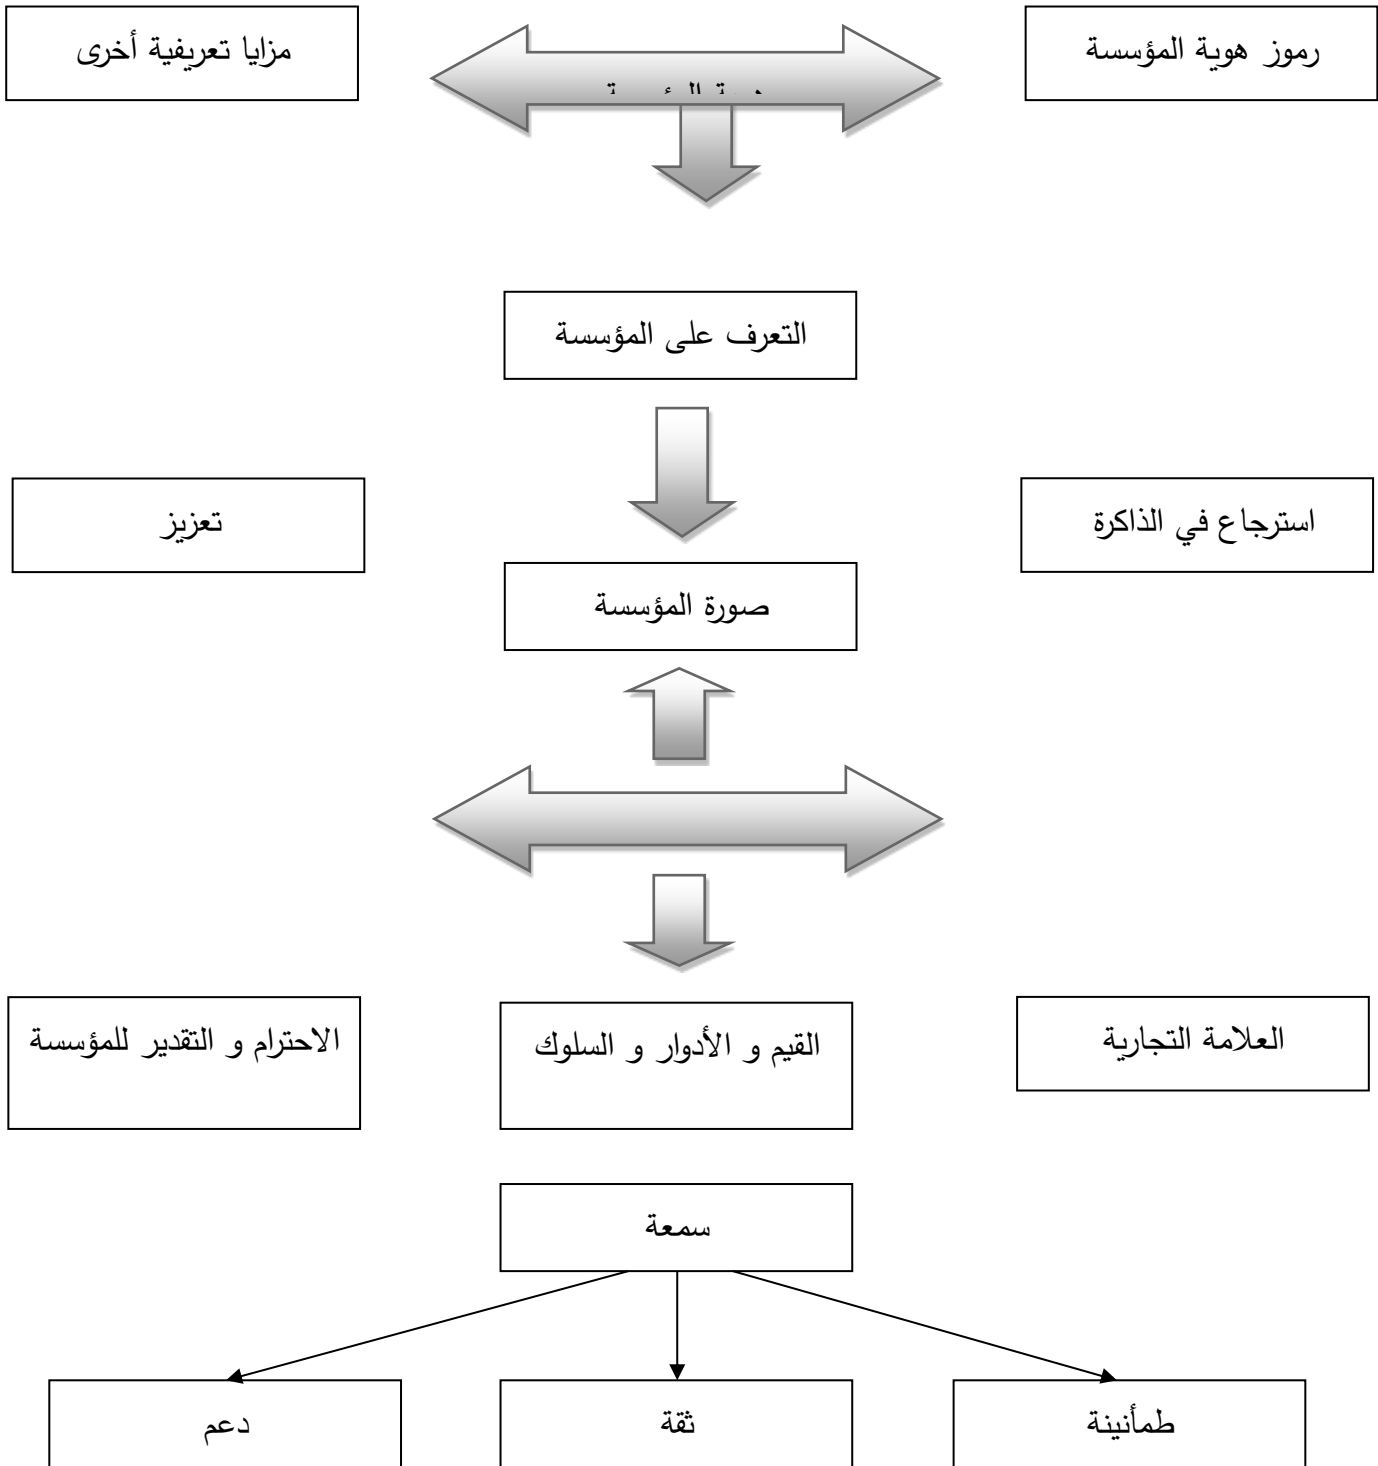 رموز هوية المؤسسة
مزايا تعريفية أخرى
التعرف على المؤسسة
استرجاع في الذاكرة
تعزيز
صورة المؤسسة
العلامة التجارية
القيم و الأدوار و السلوك
الاحترام و التقدير للمؤسسة
سمعة
طمأنينة
ثقة
دعم